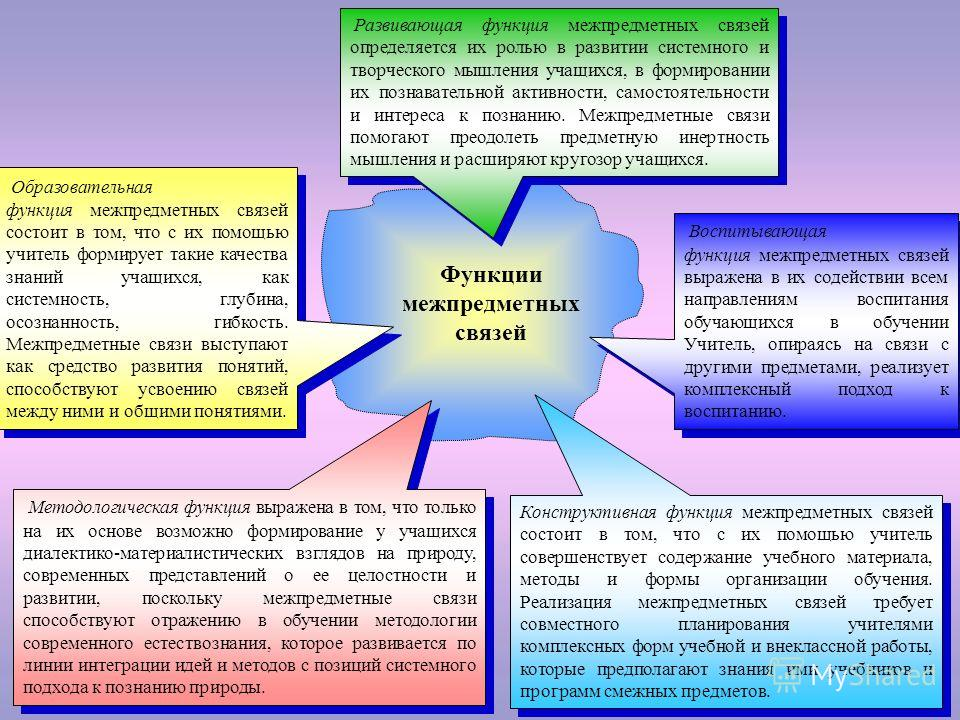 Развивающая функция межпредметных связей
определяется их ролью в развитии системного и
творческого мышления учащихся, в формировании
их познавательной активности, самостоятельности
и интереса к познанию. Межпредметные связи
помогают преодолеть предметную инертность
мышления и расширяют кругозор учащихся.
Образовательная
функция межпредметных связей
состоит в том, что с их помощью
учитель формирует такие качества
знаний учащихся, как
системность, глубина,
осознанность, гибкость.
Межпредметные связи выступают
как средство развития понятий,
способствуют усвоению связей
между ними и общими понятиями.
Функции
межпредметных
связей
Воспитывающая
функция межпредметных связей
выражена в их содействии всем
направлениям воспитания
обучающихся в обучении
Учитель, опираясь на связи с
другими предметами, реализует
комплексный подход к
воспитанию.
Методологическая функция выражена в том, что только
на их основе возможно формирование у учащихся
диалектико-материалистических взглядов на природу,
современных представлений о ее целостности и
развитии, поскольку межпредметные связи
способствуют отражению в обучении методологии
современного естествознания, которое развивается по
линии интеграции идей и методов с позиций системного
подхода к познанию природы.
Конструктивная функция межпредметных связей
состоит в том, что с их помощью учитель
совершенствует содержание учебного материала,
методы и формы организации обучения.
Реализация межпредметных связей требует
совместного планирования учителями
комплексных форм учебной и внеклассной работы,
которые предполагают знания ими учебников и
программ смежных предметов.
MyShared